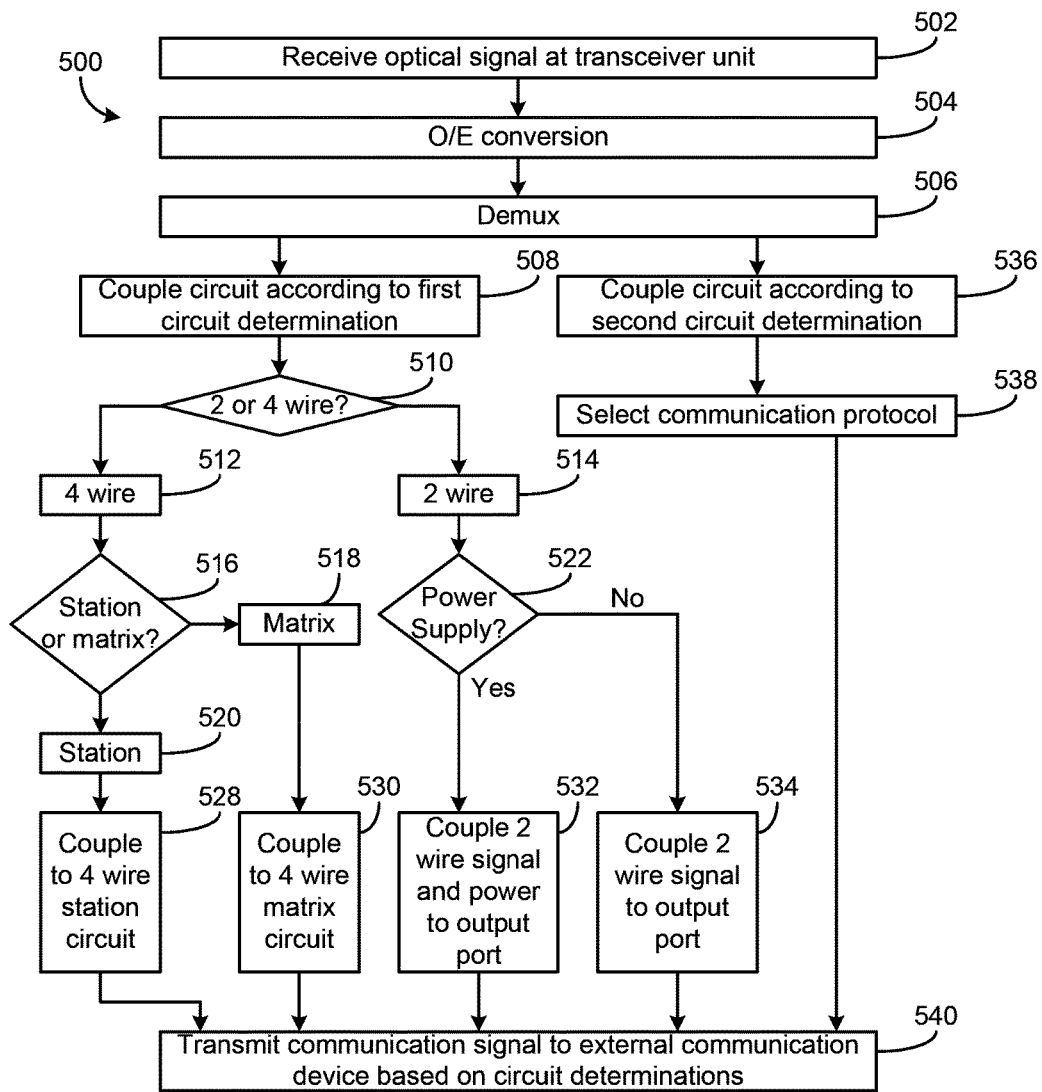 502
Receive optical signal at transceiver unit
500
504
O/E conversion
506
Demux
508
Couple circuit according to first
circuit determination
536
Couple circuit according to
second circuit determination
510
2 or 4 wire?
538
Select communication protocol
512
4 wire
514
2 wire
516
Station
or matrix?
518
Matrix
522
Power
Supply?
No
Yes
520
Station
528
Couple
to 4 wire
station
circuit
530
Couple
to 4 wire
matrix
circuit
532
Couple 2
wire signal
and power
to output
port
534
Couple 2
wire signal
to output
port
540
Transmit communication signal to external communication
device based on circuit determinations